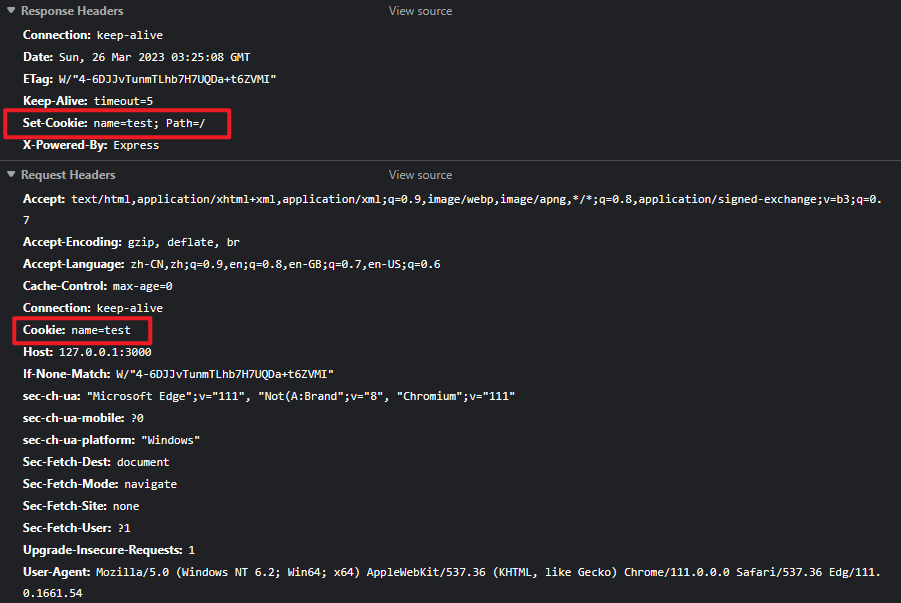 Response Headers View source
Connection: keep-alive
Date: Sun, 26 Mar 2023 03:25:08 GMT
ETag: W/"4-6DJJvTunmTLhb7H7UQDa+t6ZVMI"
Keep-Alive: timeout=5
Set-Cookie: name=test; Path=/
X-Powered-By: Express
Request Headers View source
Accept: text/html,application/xhtml+xml,application/xml;q=0.9,image/webp,image/apng,*/*;q=0.8,application/signed-exchange;v=b3;q=0.
7
Accept-Encoding: gzip, deflate, br
Accept-Language: zh-CN,zh;q=0.9,en;q=0.8,en-GB;q=0.7,en-US;q=0.6
Cache-Control: max-age=0
Connection: keep-alive
Cookie: name=test
Host: 127.0.0.1:3000
If-None-Match: W/"4-6DJJvTunmTLhb7H7UQDa+t6ZVMI"
sec-ch-ua: "Microsoft Edge";v="111", "Not(A:Brand";v="8", "Chromium";v="111"
sec-ch-ua-mobile: ?0
sec-ch-ua-platform: "Windows"
Sec-Fetch-Dest: document
Sec-Fetch-Mode: navigate
Sec-Fetch-Site: none
Sec-Fetch-User: ?1
Upgrade-Insecure-Requests: 1
User-Agent: Mozilla/5.0 (Windows NT 6.2; Win64; x64) AppleWebKit/537.36 (KHTML, like Gecko) Chrome/111.0.0.0 Safari/537.36 Edg/111.
0.1661.54